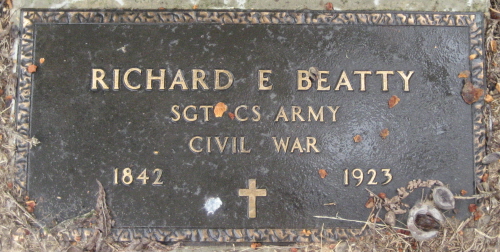 RICHARD E BEATTY
SGT CS ARMY
CIVIL WAR
1842 1923